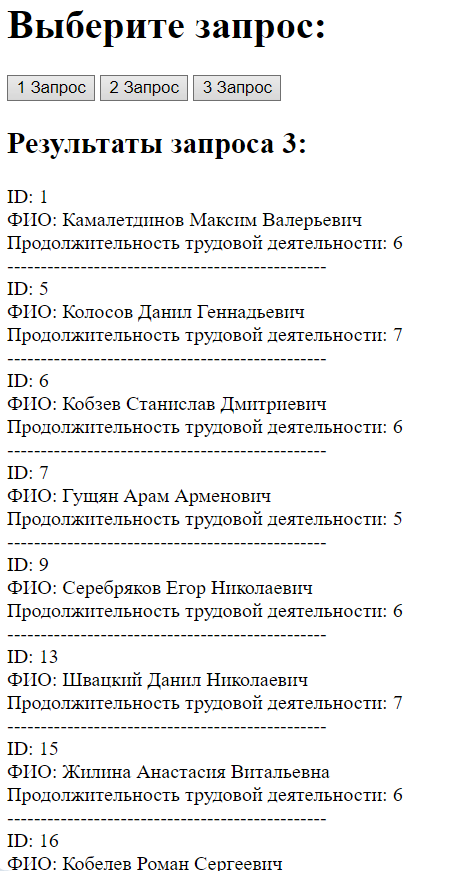 Выберите запрос:
1 Запрос 2 Запрос 3 Запрос
Результаты запроса 3:
ID: 1
ФИО: Камалетдинов Максим Валерьевич
Продолжительность трудовой деятельности: 6
------------------------------------------------
ID: 5
ФИО: Колосов Данил Геннадьевич
Продолжительность трудовой деятельности: 7
------------------------------------------------
ID: 6
ФИО: Кобзев Станислав Дмитриевич
Продолжительность трудовой деятельности: 6
------------------------------------------------
ID: 7
ФИО: Гущян Арам Арменович
Продолжительность трудовой деятельности: 5
------------------------------------------------
ID: 9
ФИО: Серебряков Егор Николаевич
Продолжительность трудовой деятельности: 6
------------------------------------------------
ID: 13
ФИО: Швацкий Данил Николаевич
Продолжительность трудовой деятельности: 7
------------------------------------------------
ID: 15
ФИО: Жилина Анастасия Витальевна
Продолжительность трудовой деятельности: 6
------------------------------------------------
ID: 16
ФИО: Кобелев Роман Сергеевич